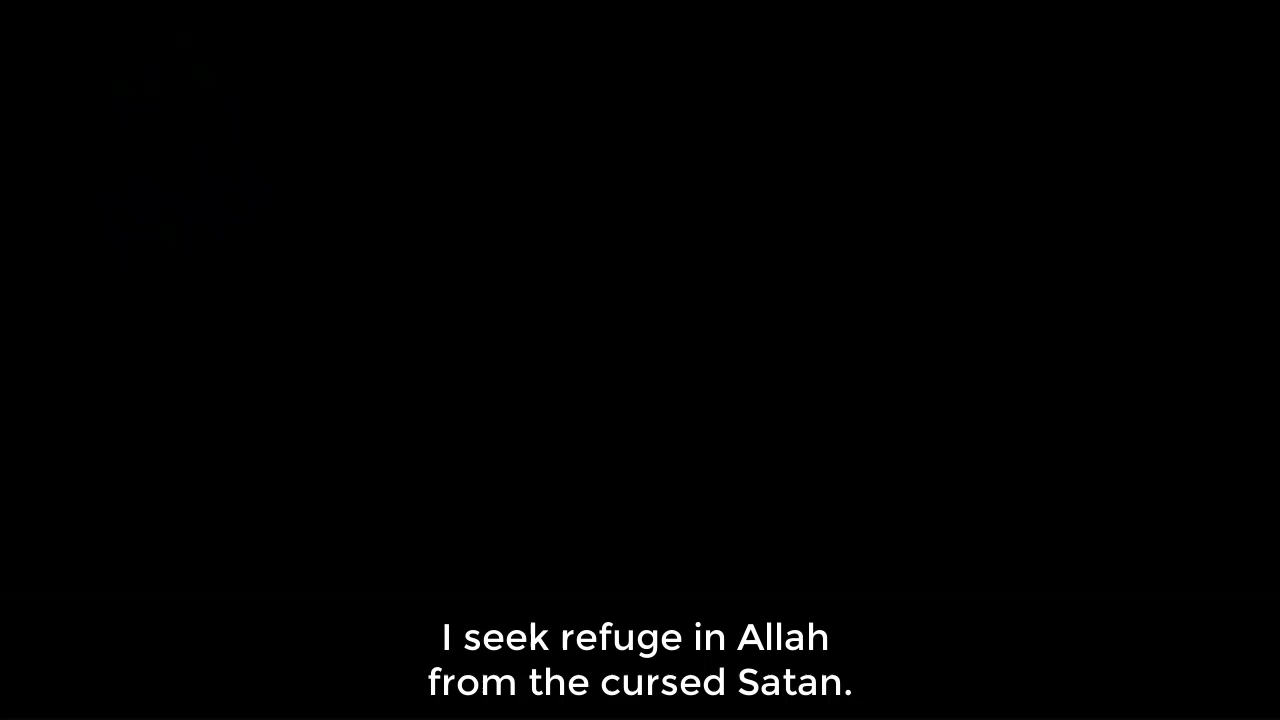 I seek refuge in Allah
from the cursed Satan.